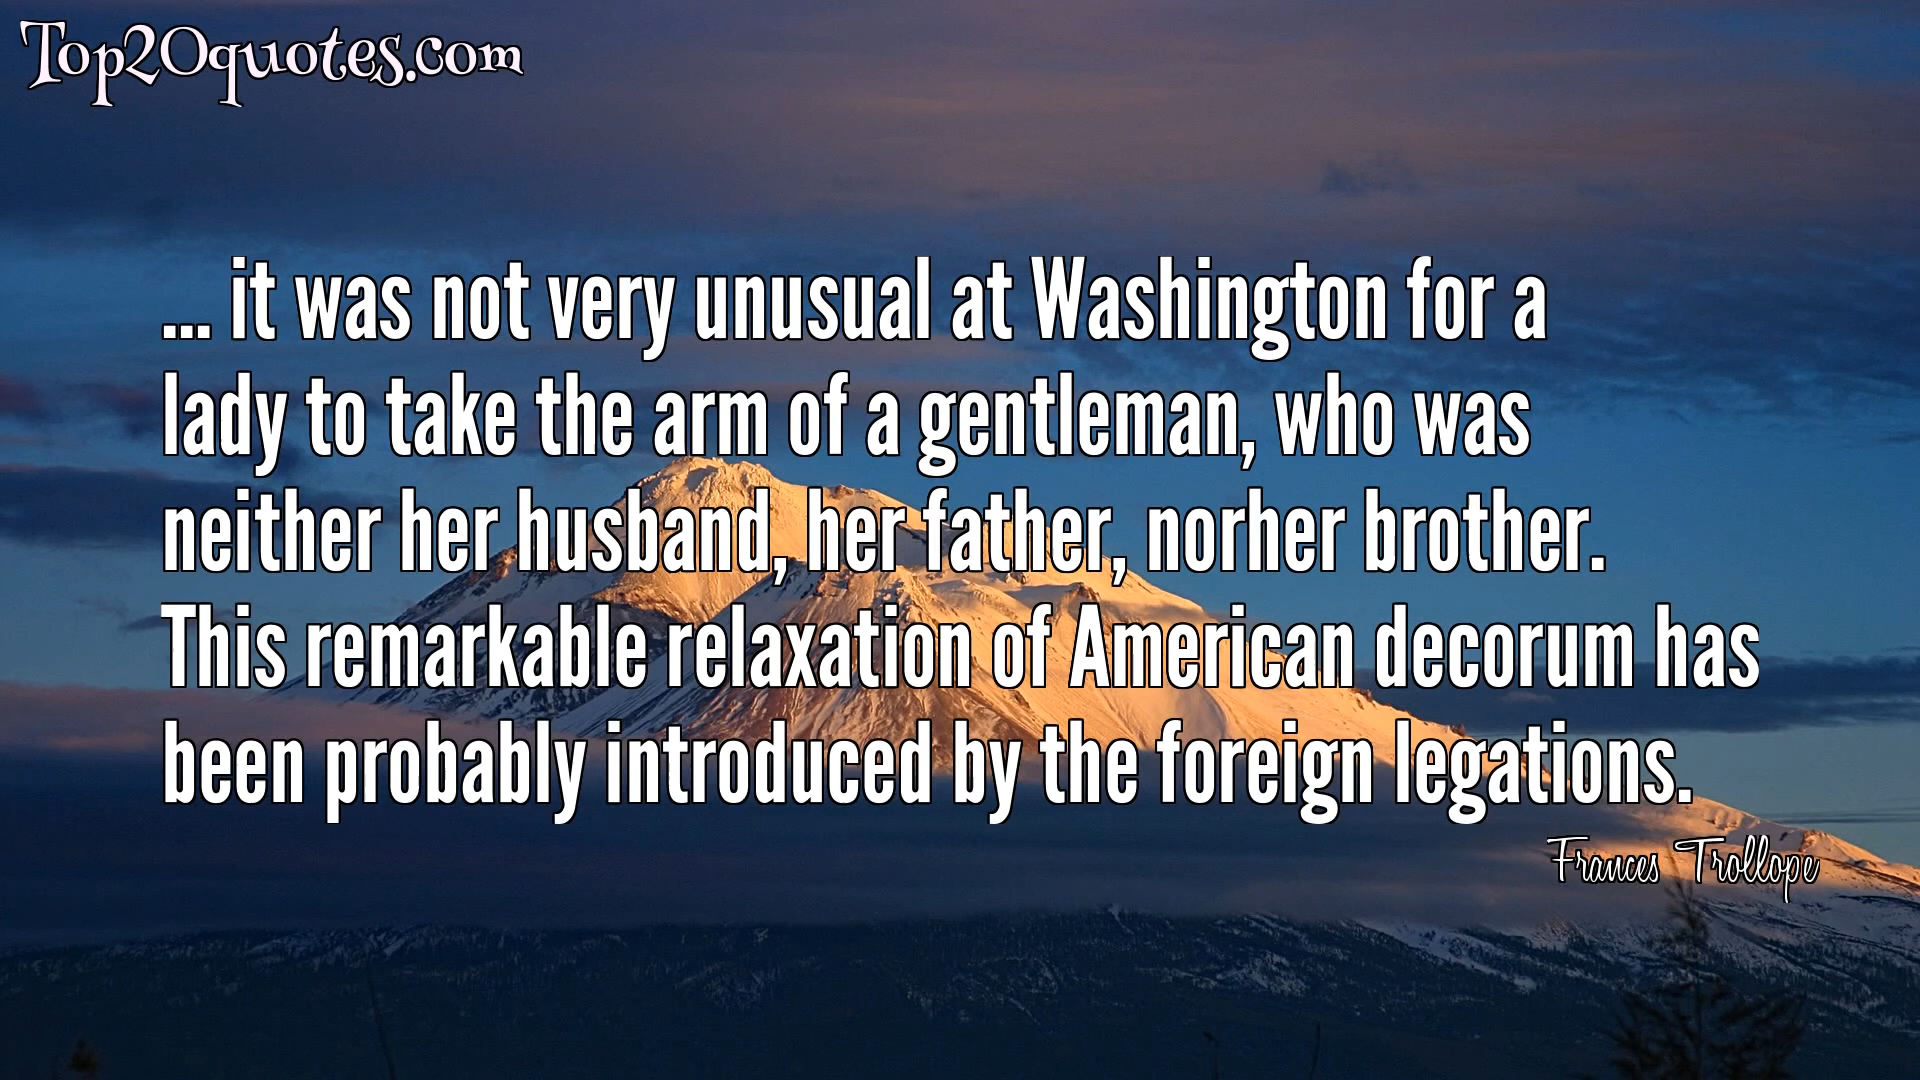 Top20quotes.com
... it was not very unusual at Washington for a
lady to take the arm of a gentleman, who was
neither her husband, her father, norher brother.
This remarkable relaxation of American decorum has
been probably introduced by the foreign legations.
Frances Trollope